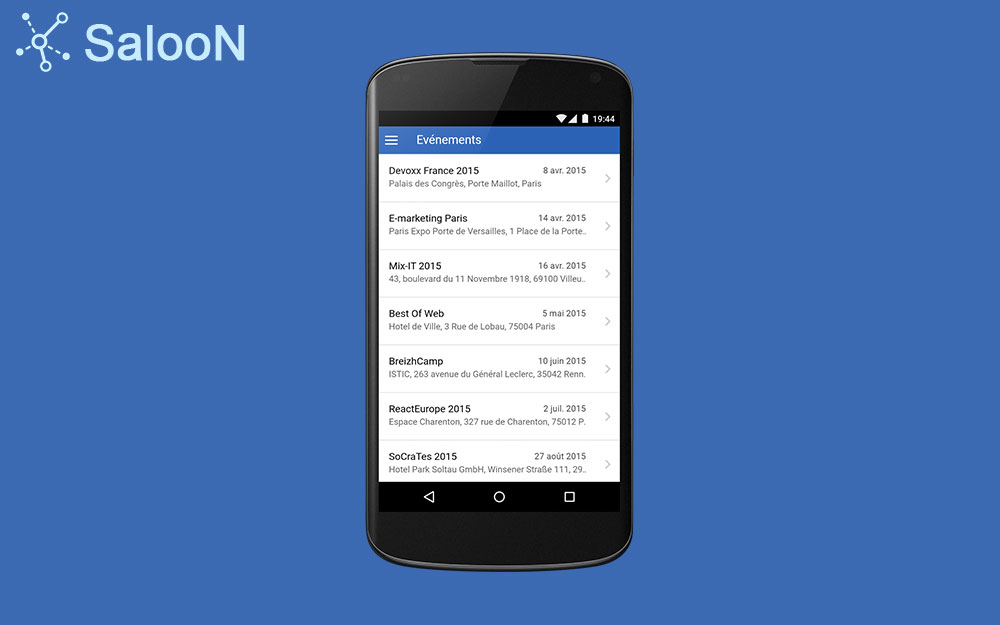 SalooN
19:44
Evénements
Devoxx France 2015 8 avr. 2015
Palais des Congrès, Porte Maillot, Paris
E-marketing Paris 14 avr. 2015
Paris Expo Porte de Versailles, 1 Place de la Porte..
Mix-IT 2015 16 avr. 2015
43, boulevard du 11 Novembre 1918, 69100 Villeu..
Best Of Web 5 mai 2015
Hotel de Ville, 3 Rue de Lobau, 75004 Paris
BreizhCamp 10 juin 2015
ISTIC, 263 avenue du Général Leclerc, 35042 Renn.
ReactEurope 2015 2 juil. 2015
Espace Charenton, 327 rue de Charenton, 75012 P.
SoCraTes 2015 27 août 2015
Hotel Park Soltau GmbH, Winsener Straße 111, 29..